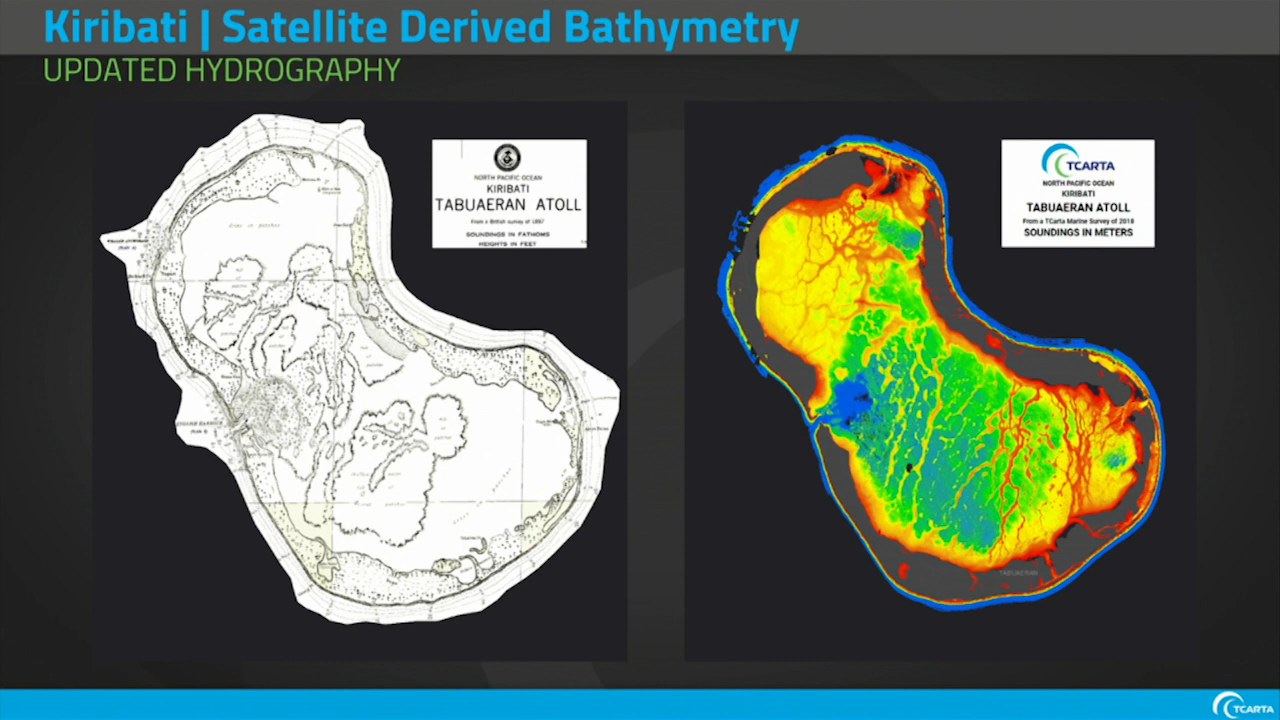 Kiribati | Satellite Derived Bathymetry
UPDATED HYDROGRAPHY
NORTH PACIFIC OCEAN
KIRIBATI
TABUAERAN ATOLL
From a British survey of 1897
SOUNDINGS IN FATHOMS
HEIGHTS IN FEET
ENGLISH HARBOR
TCARTA
NORTH PACIFIC OCEAN
KIRIBATI
TABUAERAN ATOLL
From a TCarta Marine Survey of 2018
SOUNDINGS IN METERS
TABUAERAN
TCARTA